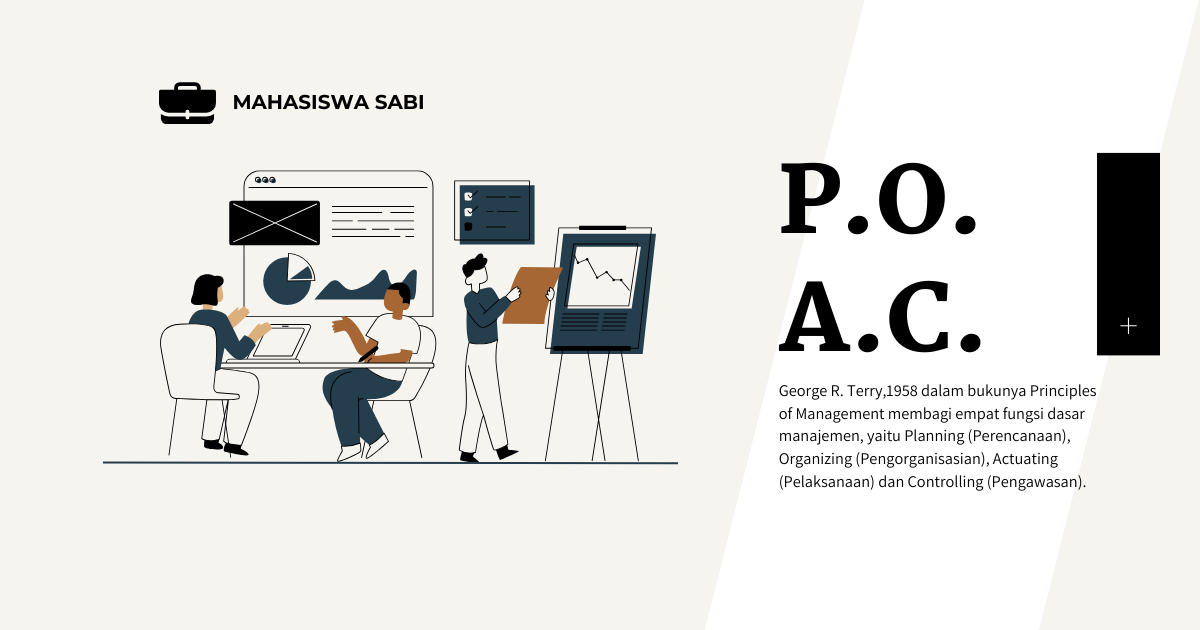 MAHASISWA SABI
P.O.
A.C.
George R. Terry,1958 dalam bukunya Principles
of Management membagi empat fungsi dasar
manajemen, yaitu Planning (Perencanaan),
Organizing (Pengorganisasian), Actuating
(Pelaksanaan) dan Controlling (Pengawasan).